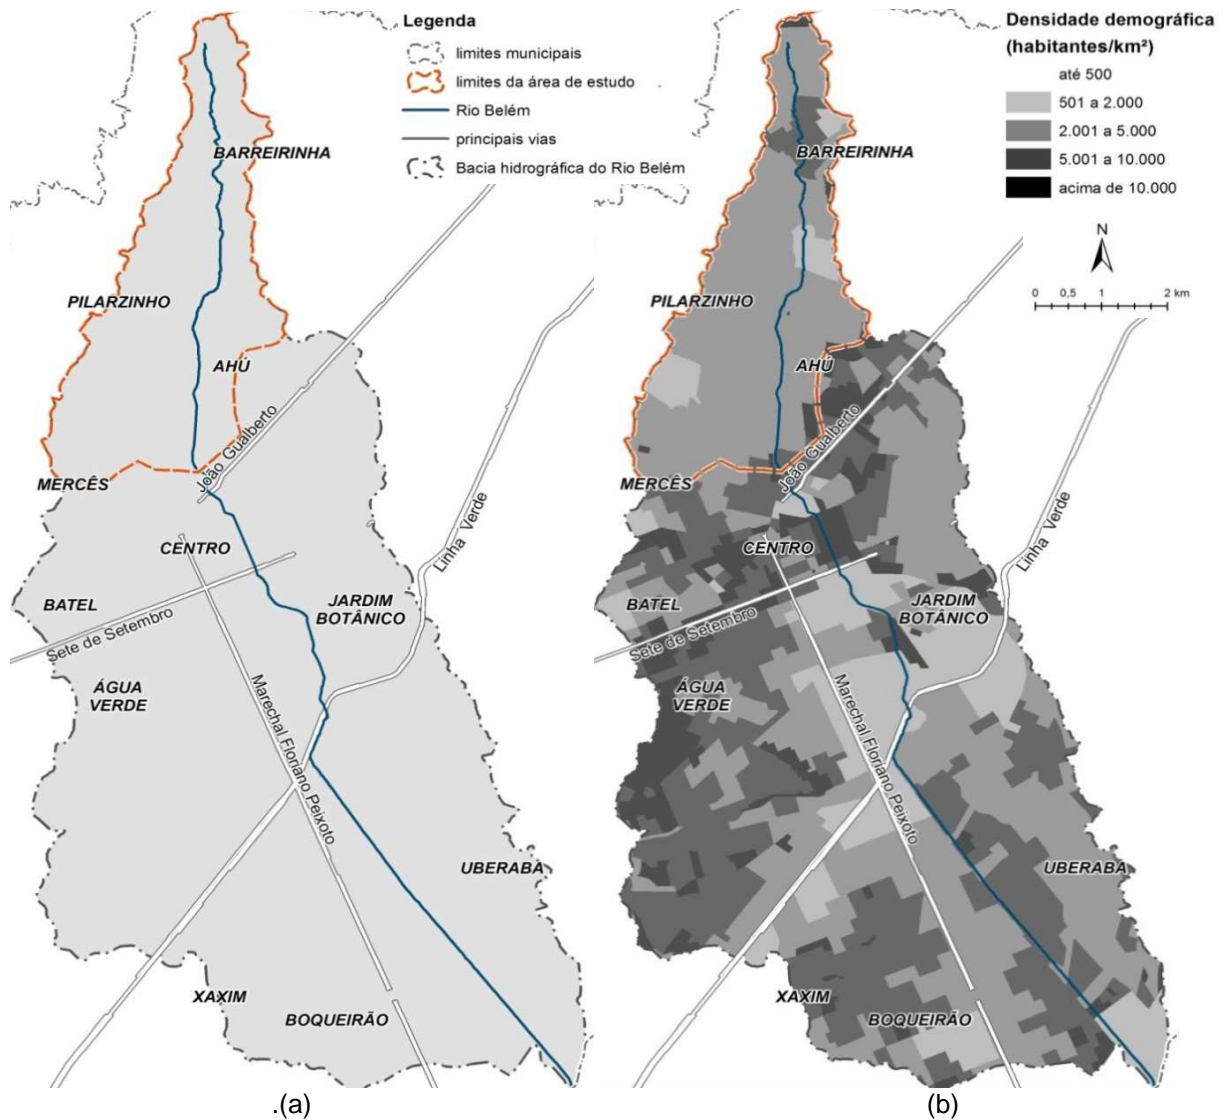 Legenda
limites municipais
limites da área de estudo
Rio Belém
principais vias
Bacia hidrográfica do Rio Belém
BARREIRINHA
PILARZINHO
AHÚ
João Gualberto
MERCÊS
CENTRO
Linha Verde
BATEL
JARDIM
BOTÂNICO
Sete de Setembro
ÁGUA
VERDE
Marechal Floriano Peixoto
UBERABA
XAXIM
BOQUEIRÃO
.(a)
Densidade demográfica
(habitantes/km²)
até 500
501 a 2.000
2.001 a 5.000
5.001 a 10.000
acima de 10.000
N
0 0,5 1 2 km
BARREIRINHA
PILARZINHO
AHÚ
João Gualberto
MERCÊS
CENTRO
Linha Verde
BATEL
JARDIM
BOTÂNICO
Sete de Setembro
ÁGUA
VERDE
Marechal Floriano Peixoto
UBERABA
XAXIM
BOQUEIRÃO
(b)